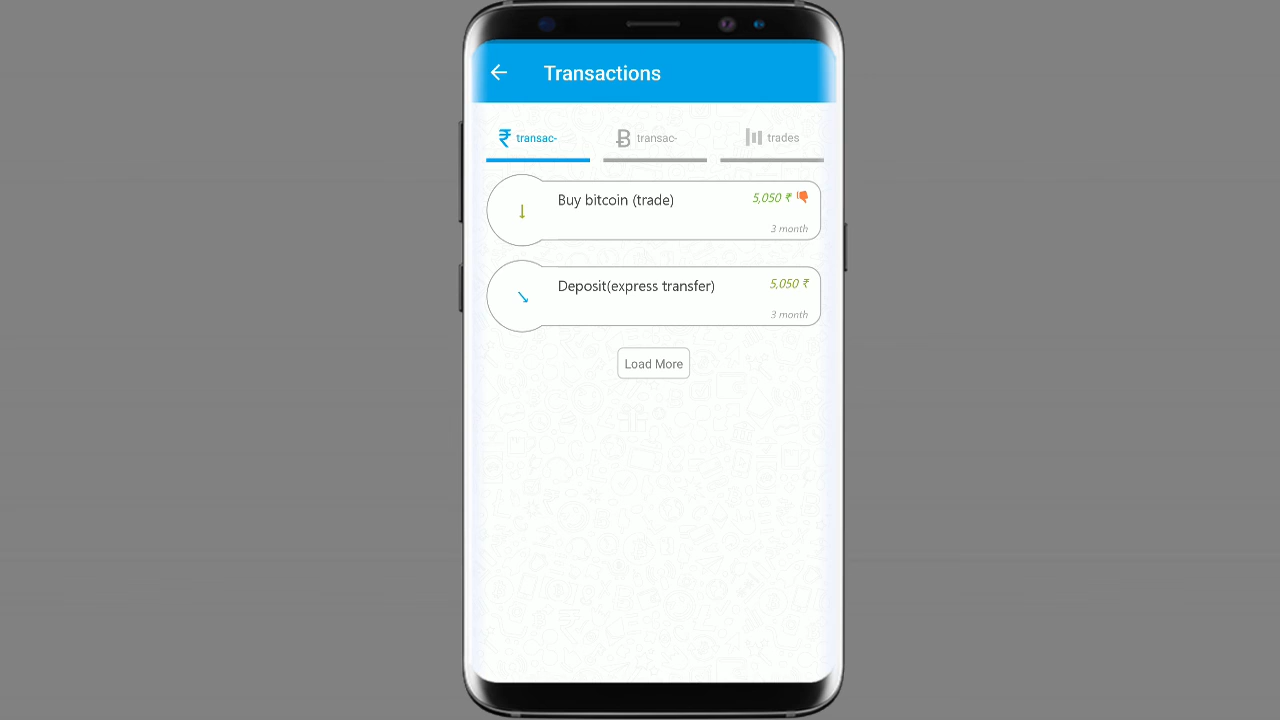 Transactions
₹ transac-
Ƀ transac-
trades
Buy bitcoin (trade)
5,050 ₹
3 month
Deposit(express transfer)
5,050 ₹
3 month
Load More